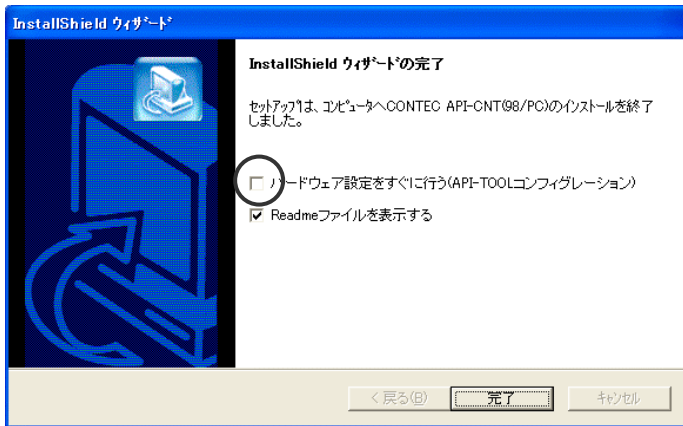 InstallShield ウィザード
InstallShield ウィザードの完了
セットアップは、コンピュータへCONTEC API-CNT(98/PC)のインストールを終了
しました。
ハードウェア設定をすぐに行う(API-TOOLコンフィグレーション)
Readmeファイルを表示する
< 戻る(B)
完了
キャンセル